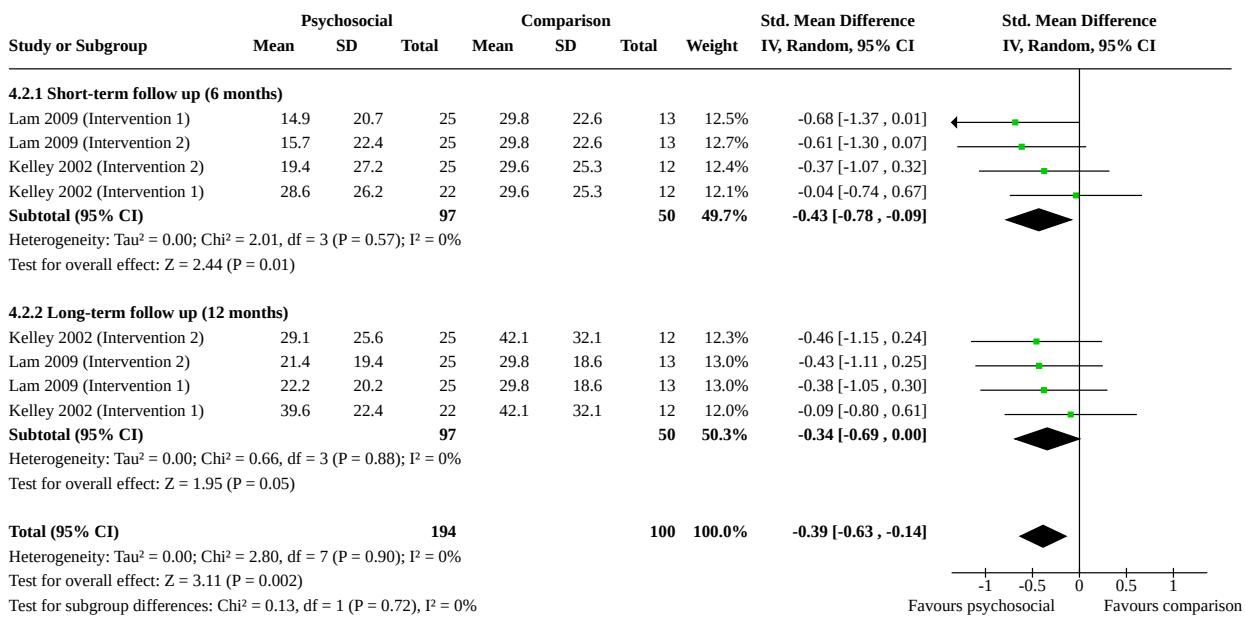 Psychosocial Comparison Std. Mean Difference Std. Mean Difference
Study or Subgroup Mean SD Total Mean SD Total Weight IV, Random, 95% CI IV, Random, 95% CI
4.2.1 Short-term follow up (6 months)
Lam 2009 (Intervention 1) 14.9 20.7 25 29.8 22.6 13 12.5% -0.68 [-1.37 , 0.01]
Lam 2009 (Intervention 2) 15.7 22.4 25 29.8 22.6 13 12.7% -0.61 [-1.30 , 0.07]
Kelley 2002 (Intervention 2) 19.4 27.2 25 29.6 25.3 12 12.4% -0.37 [-1.07 , 0.32]
Kelley 2002 (Intervention 1) 28.6 26.2 22 29.6 25.3 12 12.1% -0.04 [-0.74 , 0.67]
Subtotal (95% CI) 97 50 49.7% -0.43 [-0.78 , -0.09]
Heterogeneity: Tau² = 0.00; Chi² = 2.01, df = 3 (P = 0.57); I² = 0%
Test for overall effect: Z = 2.44 (P = 0.01)
4.2.2 Long-term follow up (12 months)
Kelley 2002 (Intervention 2) 29.1 25.6 25 42.1 32.1 12 12.3% -0.46 [-1.15 , 0.24]
Lam 2009 (Intervention 2) 21.4 19.4 25 29.8 18.6 13 13.0% -0.43 [-1.11 , 0.25]
Lam 2009 (Intervention 1) 22.2 20.2 25 29.8 18.6 13 13.0% -0.38 [-1.05 , 0.30]
Kelley 2002 (Intervention 1) 39.6 22.4 22 42.1 32.1 12 12.0% -0.09 [-0.80 , 0.61]
Subtotal (95% CI) 97 50 50.3% -0.34 [-0.69 , 0.00]
Heterogeneity: Tau² = 0.00; Chi² = 0.66, df = 3 (P = 0.88); I² = 0%
Test for overall effect: Z = 1.95 (P = 0.05)
Total (95% CI) 194 100 100.0% -0.39 [-0.63 , -0.14]
Heterogeneity: Tau² = 0.00; Chi² = 2.80, df = 7 (P = 0.90); I² = 0%
Test for overall effect: Z = 3.11 (P = 0.002) -1 -0.5 0 0.5 1
Test for subgroup differences: Chi² = 0.13, df = 1 (P = 0.72), I² = 0% Favours psychosocial Favours comparison